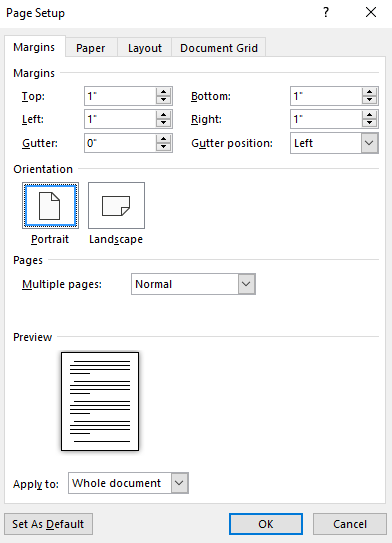 Page Setup ? ×
Margins Paper Layout Document Grid
Margins
Top: 1" Bottom: 1"
Left: 1" Right: 1"
Gutter: 0" Gutter position: Left
Orientation
Portrait Landscape
Pages
Multiple pages: Normal
Preview
Apply to: Whole document
Set As Default OK Cancel